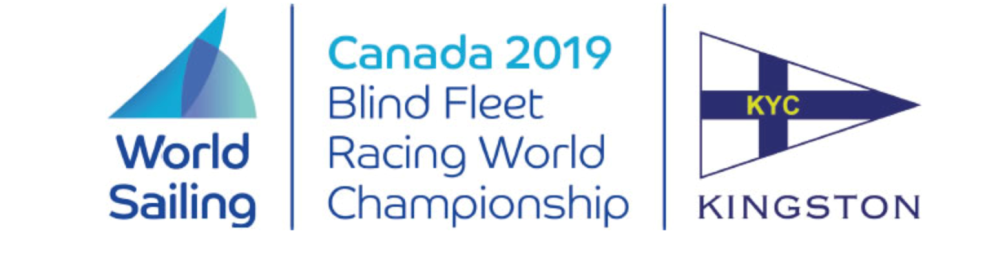 World
Sailing
Canada 2019
Blind Fleet
Racing World
Championship
KYC
KINGSTON